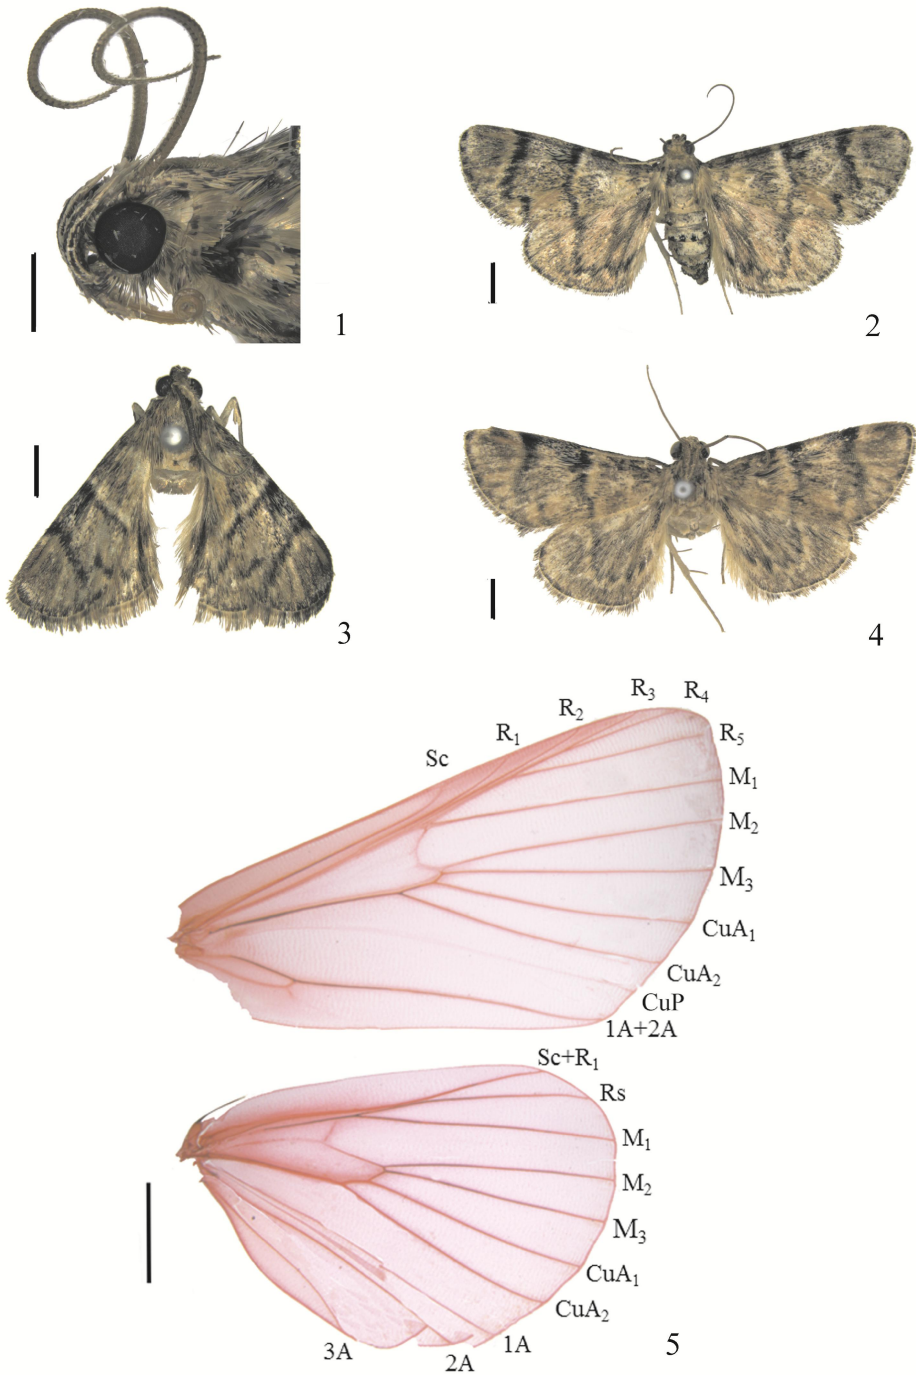 1
2
3
4
R₃
R₄
R₂
R₁
R₅
Sc
M₁
M₂
M₃
CuA₁
CuA₂
CuP
1A+2A
Sc+R₁
Rs
M₁
M₂
M₃
CuA₁
CuA₂
1A
3A
2A
5